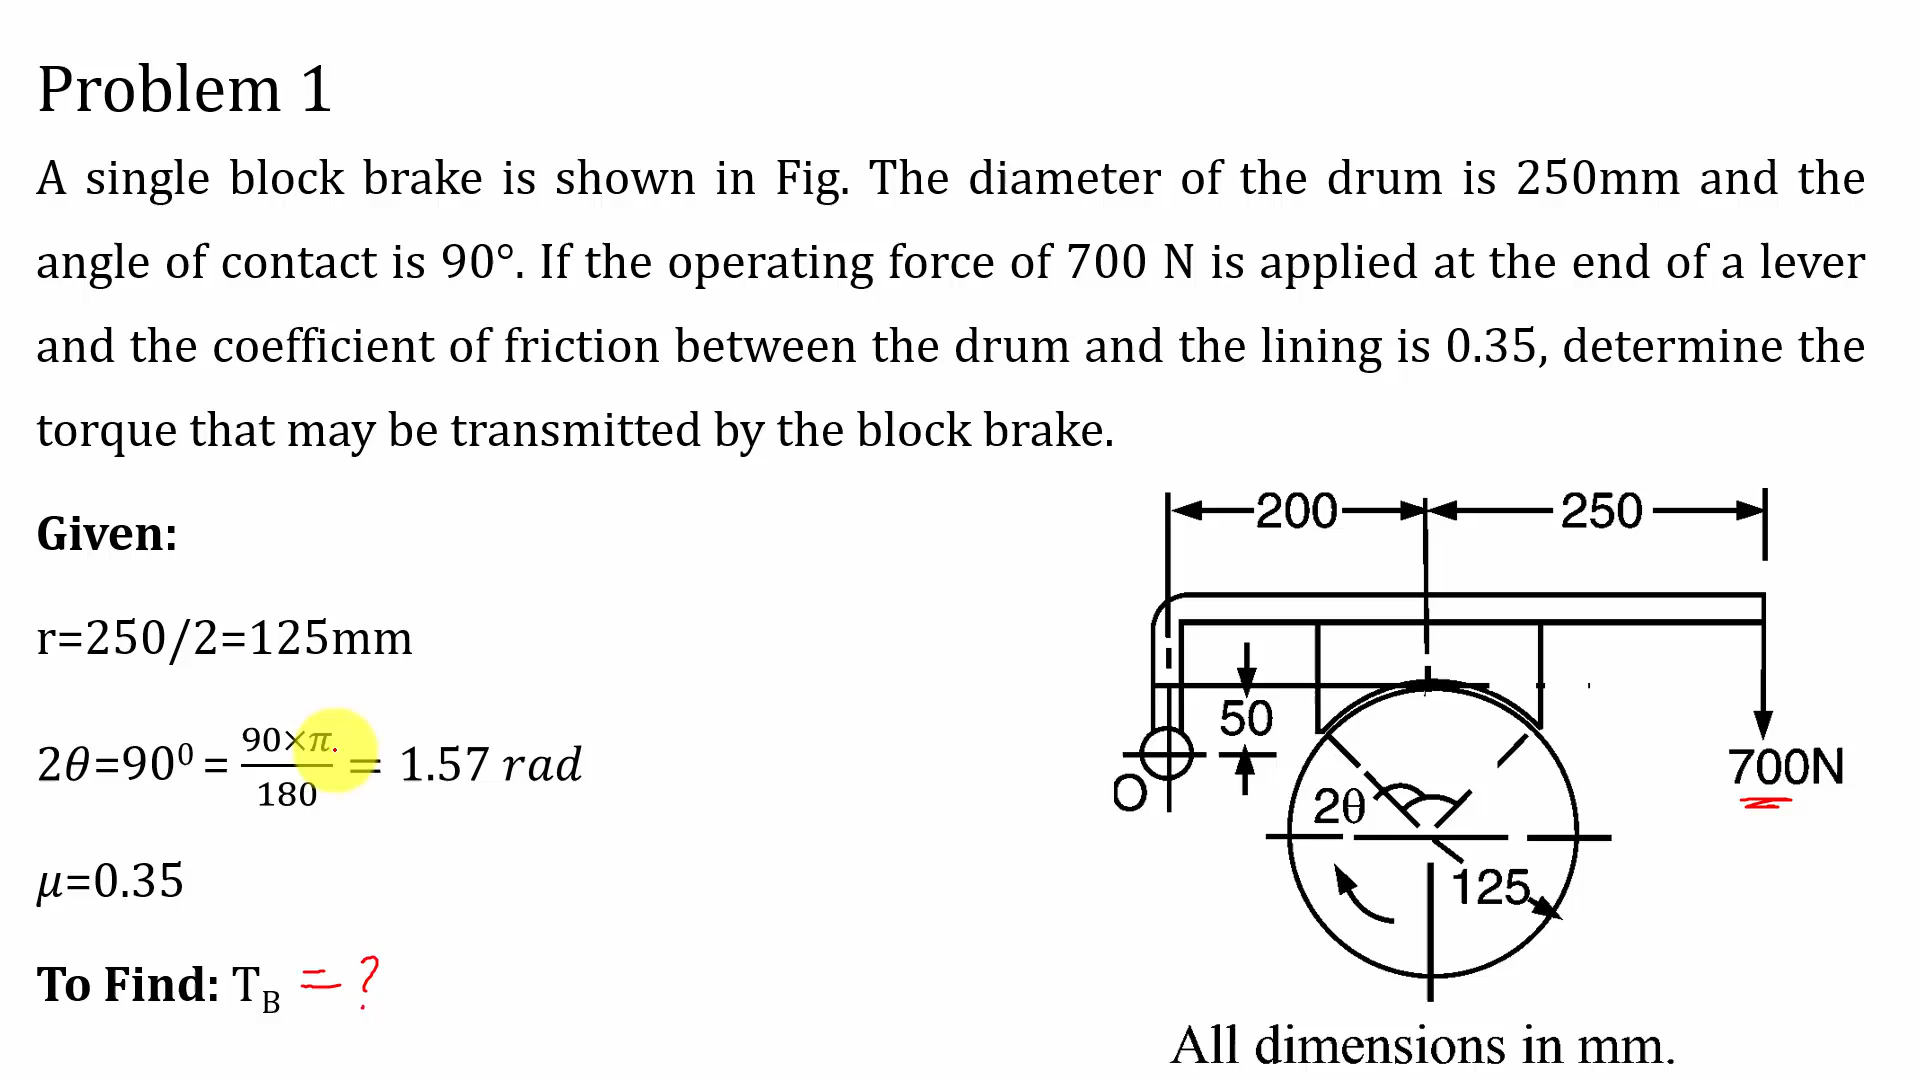 Problem 1
A single block brake is shown in Fig. The diameter of the drum is 250mm and the
angle of contact is 90°. If the operating force of 700 N is applied at the end of a lever
and the coefficient of friction between the drum and the lining is 0.35, determine the
torque that may be transmitted by the block brake.
Given:
r=250/2=125mm
2θ=90⁰ = 90×π/180 = 1.57 rad
μ=0.35
To Find: T_B = ?
200 250
50
700N
O
2θ
125
All dimensions in mm.